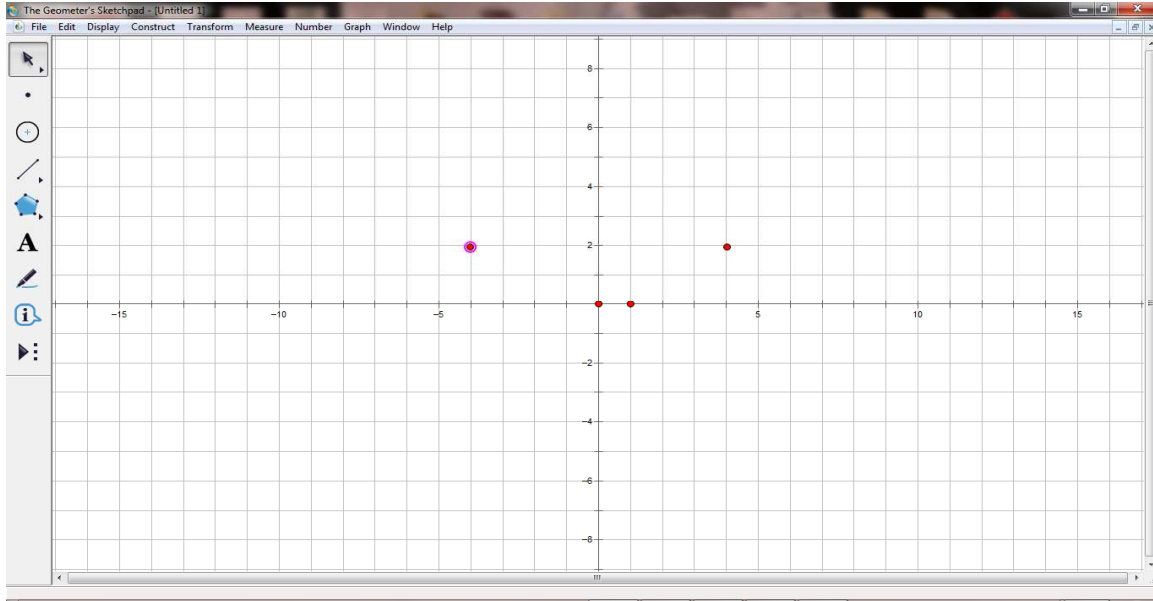 The Geometer's Sketchpad - [Untitled 1]
File Edit Display Construct Transform Measure Number Graph Window Help
A
i
8
6
4
2
-15 -10 -5 5 10 15
-2
-4
-6
-8